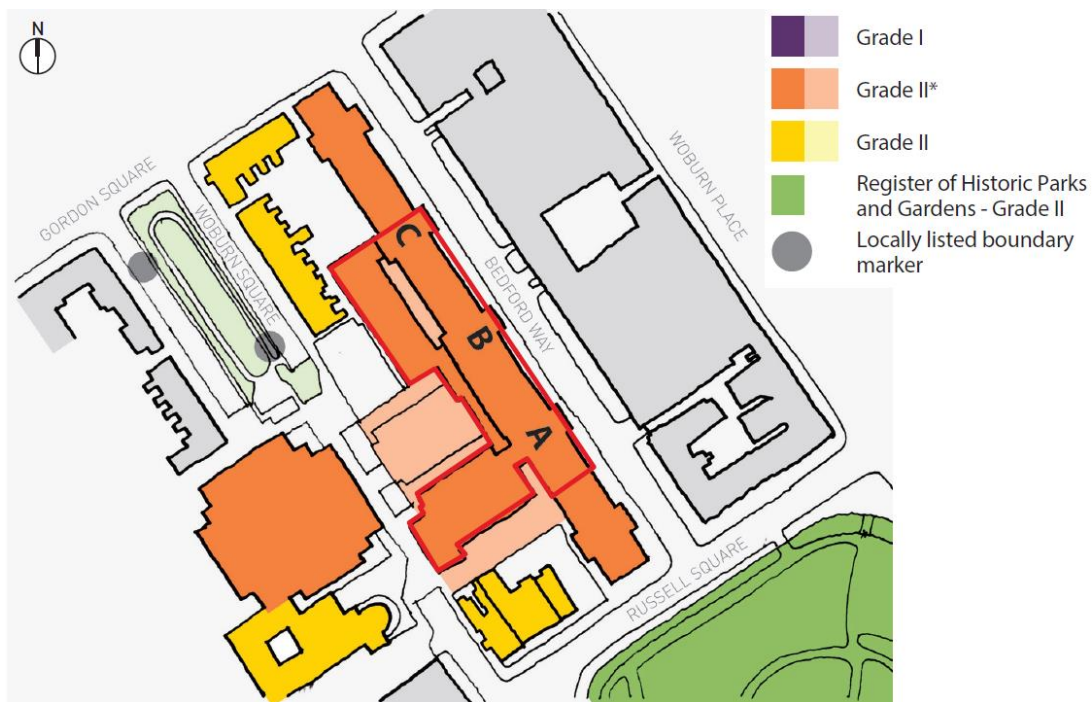 N
Grade I
Grade II*
Grade II
Register of Historic Parks
and Gardens - Grade II
Locally listed boundary
marker
GORDON SQUARE
WOBURN SQUARE
WOBURN PLACE
BEDFORD WAY
C
B
A
RUSSELL SQUARE